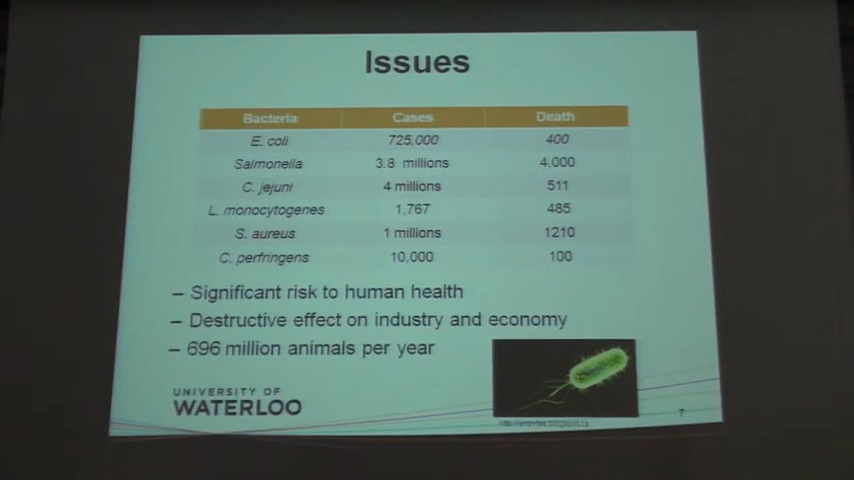 Issues
Bacteria Cases Death
E. coli 725,000 400
Salmonella 3.8 millions 4,000
C. jejuni 4 millions 511
L. monocytogenes 1,767 485
S. aureus 1 millions 1210
C. perfringens 10,000 100
– Significant risk to human health
– Destructive effect on industry and economy
– 696 million animals per year
UNIVERSITY OF
WATERLOO
7